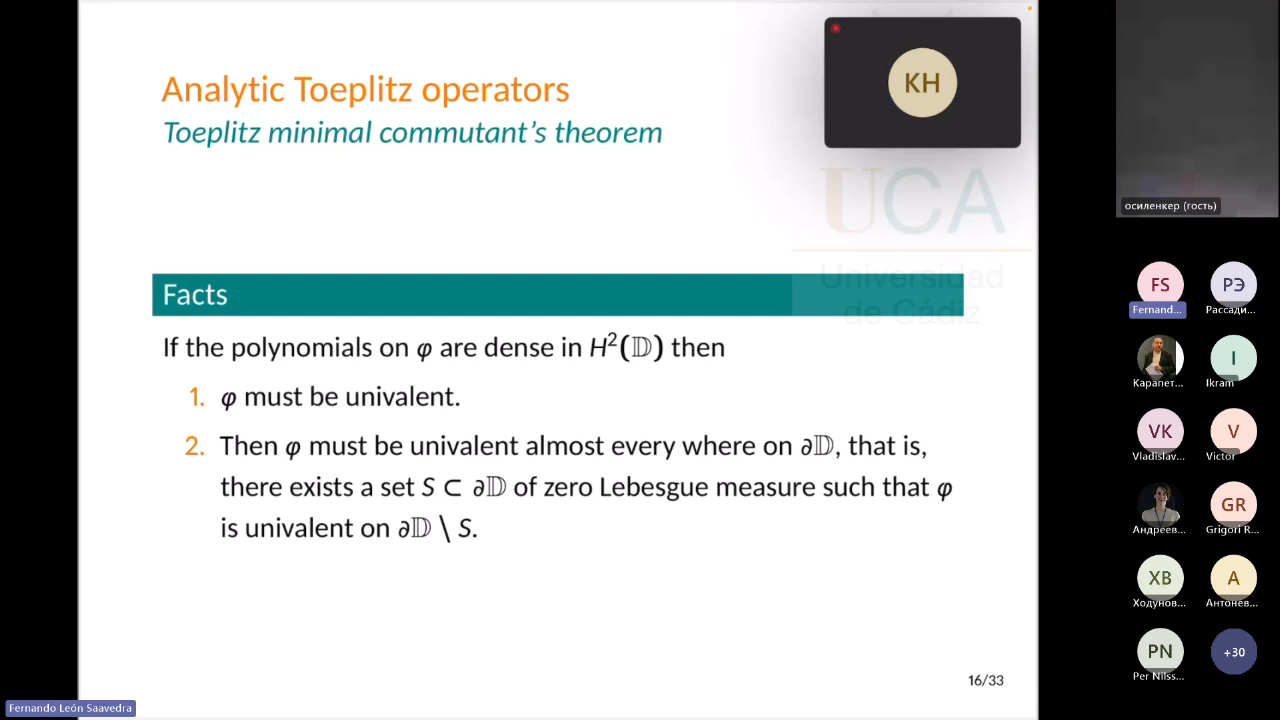 KH
Analytic Toeplitz operators
Toeplitz minimal commutant's theorem
UCA
Universidad
de Cádiz
Facts
If the polynomials on φ are dense in H²(𝔻) then
1. φ must be univalent.
2. Then φ must be univalent almost every where on ∂𝔻, that is,
there exists a set S ⊂ ∂𝔻 of zero Lebesgue measure such that φ
is univalent on ∂𝔻 \ S.
16/33
Fernando León Saavedra
осиленкер (гость)
FS
Fernand...
РЭ
Рассади...
Карапет...
I
Ikram
VK
Vladislav...
V
Victor
Андреев...
GR
Grigori R...
ХВ
Ходунов...
А
Антонев...
PN
Per Nilss...
+30